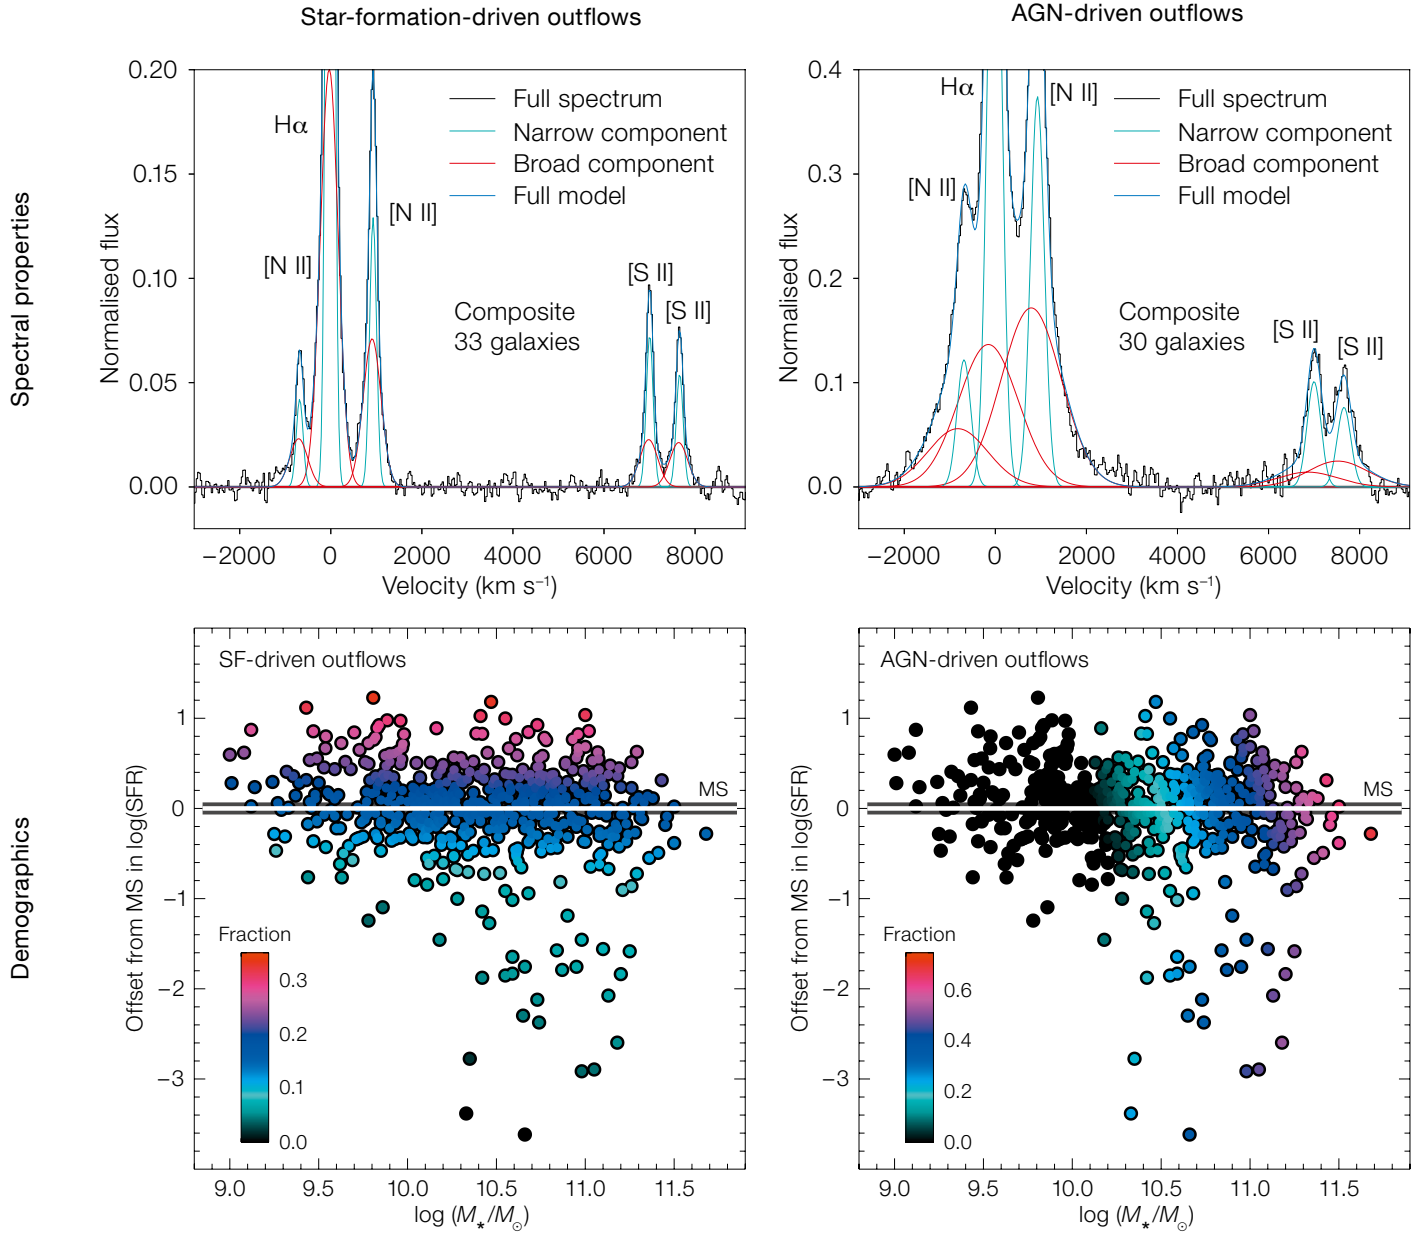 Star-formation-driven outflows
AGN-driven outflows
Spectral properties
Normalised flux
0.20
0.15
0.10
0.05
0.00
Hα
[N II]
[N II]
[S II]
[S II]
Full spectrum
Narrow component
Broad component
Full model
Composite
33 galaxies
−2000 0 2000 4000 6000 8000
Velocity (km s⁻¹)
Normalised flux
0.4
0.3
0.2
0.1
0.0
Hα
[N II]
[N II]
[S II]
[S II]
Full spectrum
Narrow component
Broad component
Full model
Composite
30 galaxies
−2000 0 2000 4000 6000 8000
Velocity (km s⁻¹)
Demographics
Offset from MS in log(SFR)
SF-driven outflows
1
0
−1
−2
−3
MS
Fraction
0.3
0.2
0.1
0.0
9.0 9.5 10.0 10.5 11.0 11.5
log (M★/M☉)
Offset from MS in log(SFR)
AGN-driven outflows
1
0
−1
−2
−3
MS
Fraction
0.6
0.4
0.2
0.0
9.0 9.5 10.0 10.5 11.0 11.5
log (M★/M☉)